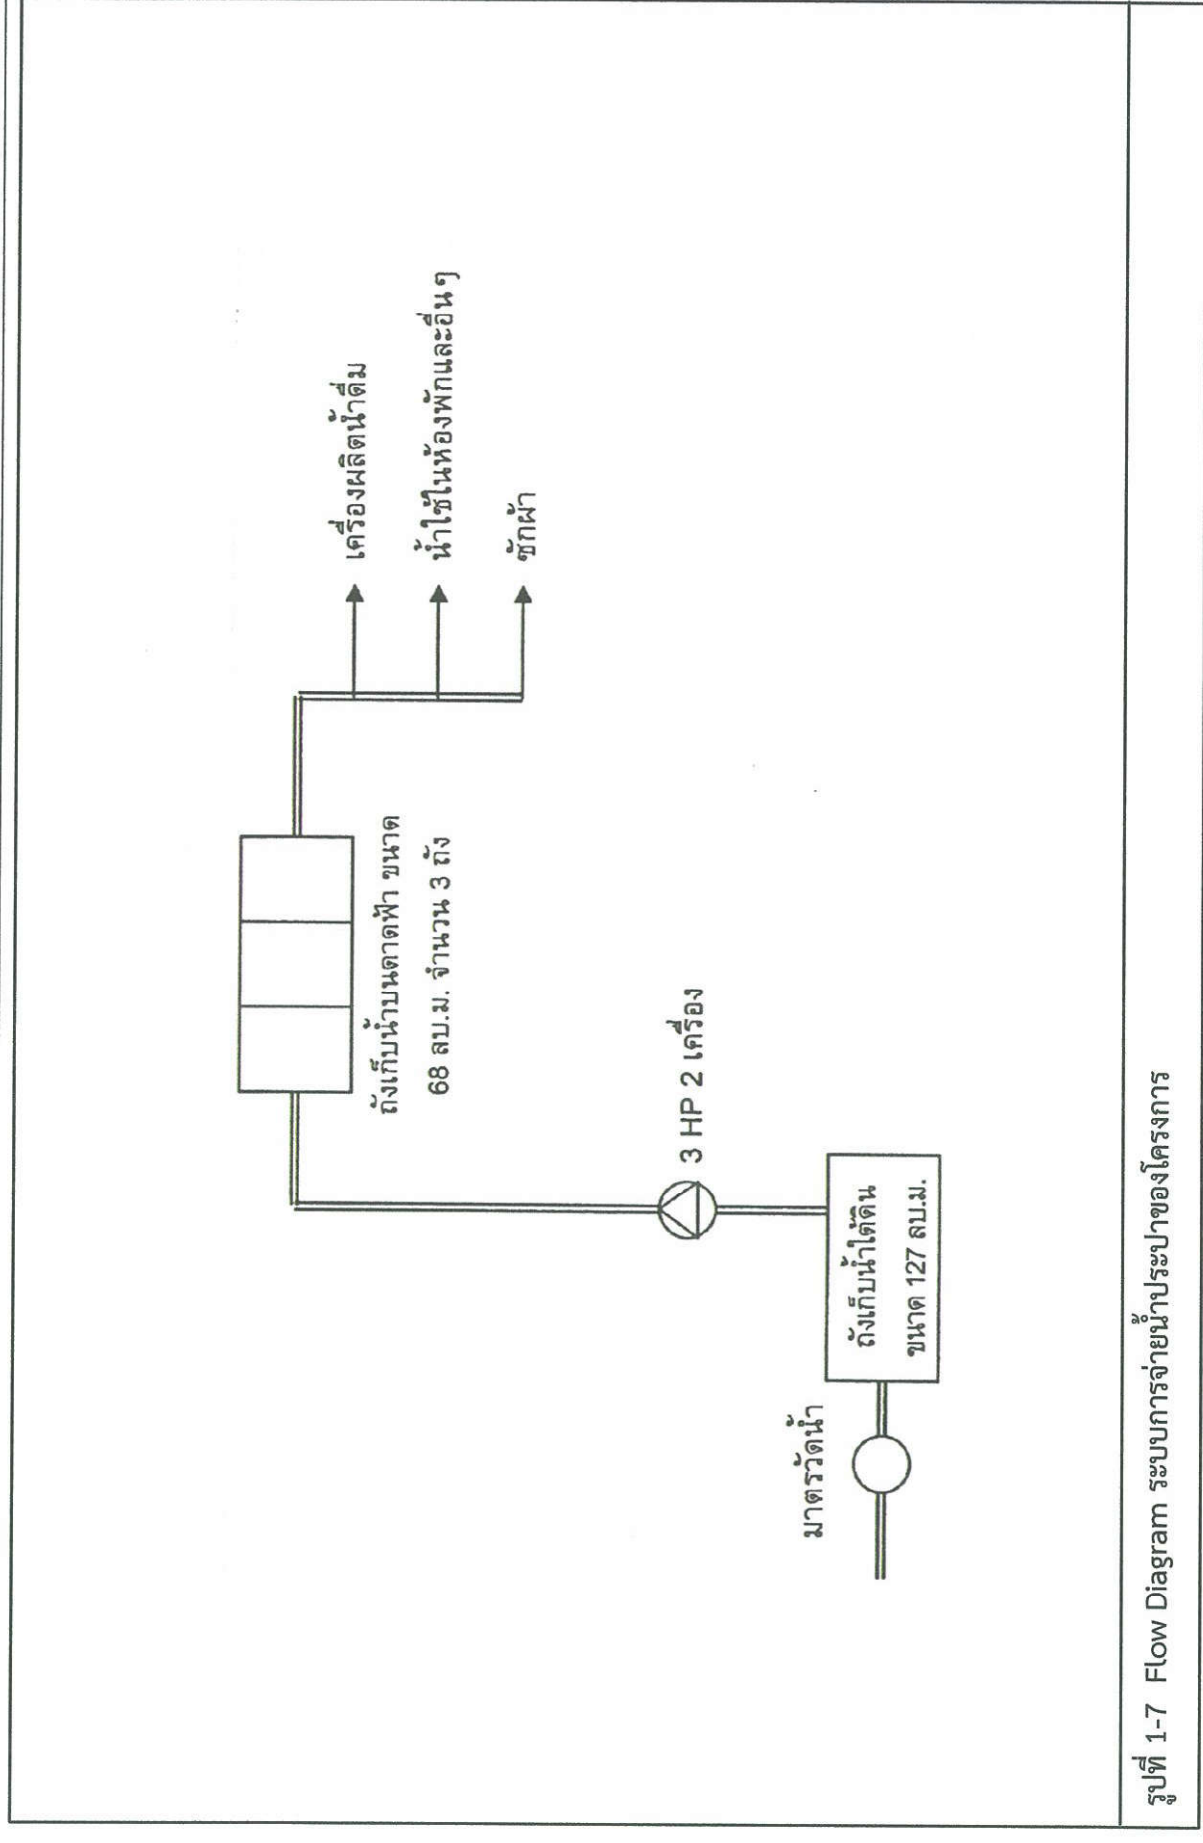 เครื่องผลิตน้ำดื่ม
น้ำใช้ในห้องพักและอื่นๆ
ซักผ้า
ถังเก็บน้ำบนดาดฟ้า ขนาด
68 ลบ.ม. จำนวน 3 ถัง
3 HP 2 เครื่อง
มาตรวัดน้ำ
ถังเก็บน้ำใต้ดิน
ขนาด 127 ลบ.ม.
รูปที่ 1-7 Flow Diagram ระบบการจ่ายน้ำประปาของโครงการ